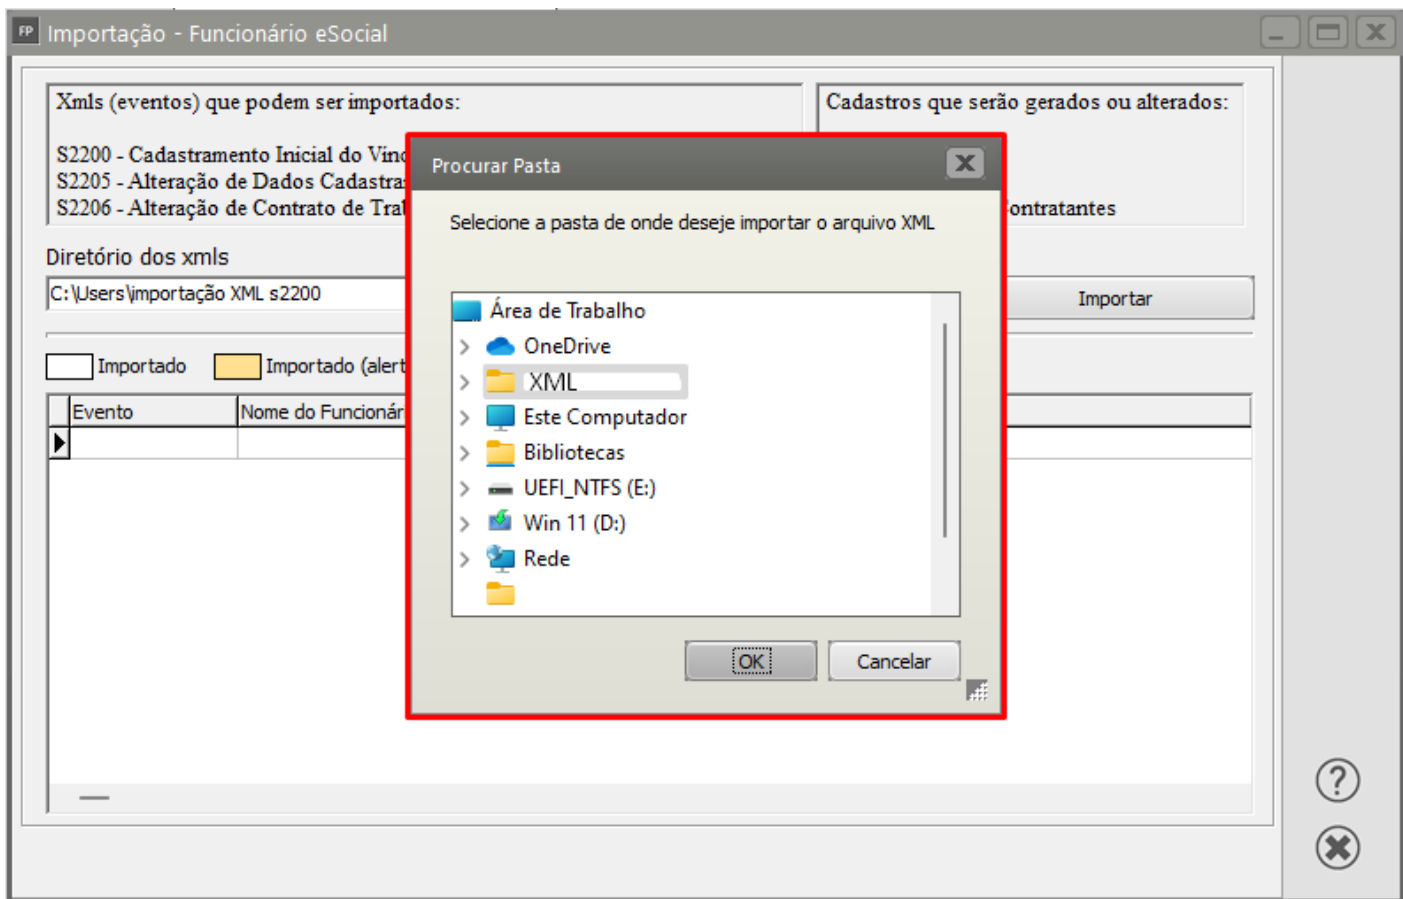 FP Importação - Funcionário eSocial
Xmls (eventos) que podem ser importados:
S2200 - Cadastramento Inicial do Vínc
S2205 - Alteração de Dados Cadastra
S2206 - Alteração de Contrato de Tral
Cadastros que serão gerados ou alterados:
ontratantes
Diretório dos xmls
C:\Users\importação XML s2200
Importar
Importado
Importado (alert
Evento
Nome do Funcionár
Procurar Pasta
Selecione a pasta de onde deseje importar o arquivo XML
Área de Trabalho
OneDrive
XML
Este Computador
Bibliotecas
UEFI_NTFS (E:)
Win 11 (D:)
Rede
OK
Cancelar